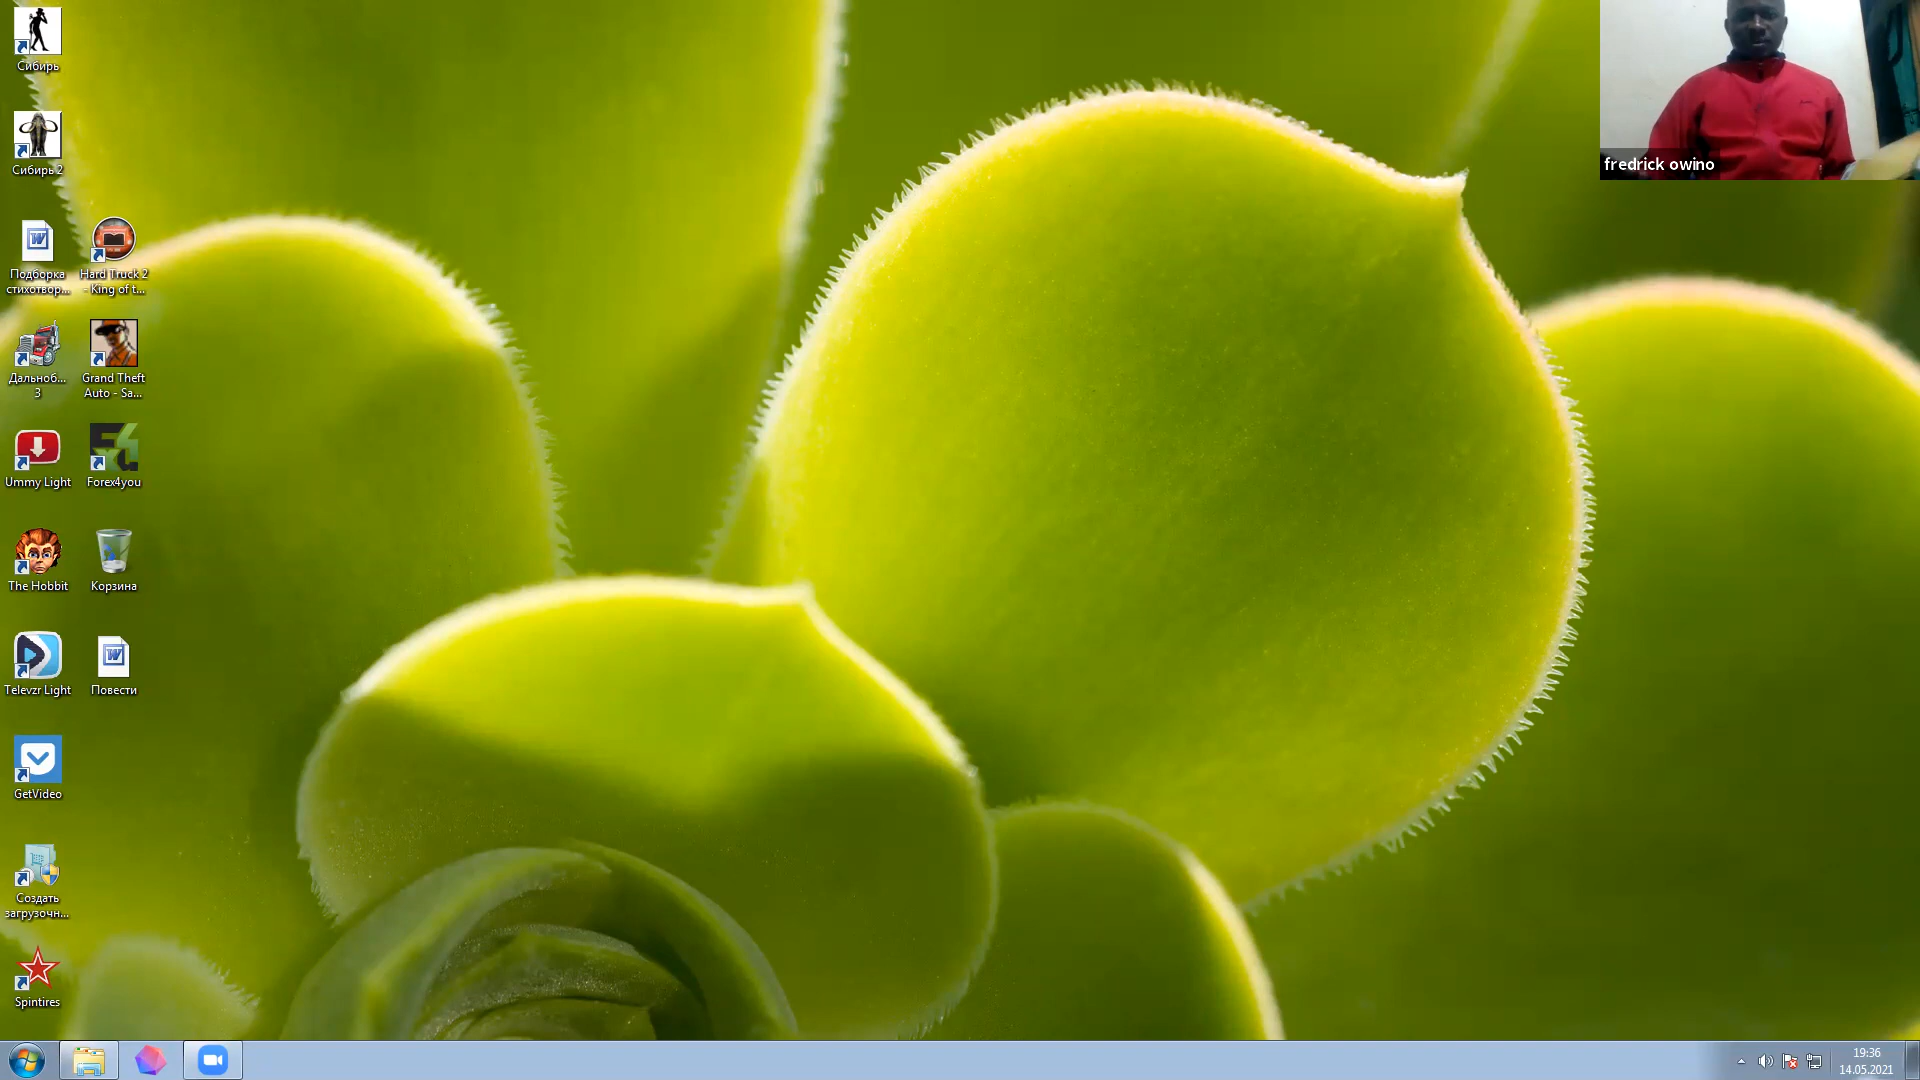 Сибирь
Сибирь 2
Подборка
стихотвор...
Hard Truck 2
- King of t...
Дальноб...
3
Grand Theft
Auto - Sa...
Ummy Light
Forex4you
The Hobbit
Корзина
Televzr Light
Повести
GetVideo
Создать
загрузочн...
Spintires
fredrick owino
19:36
14.05.2021